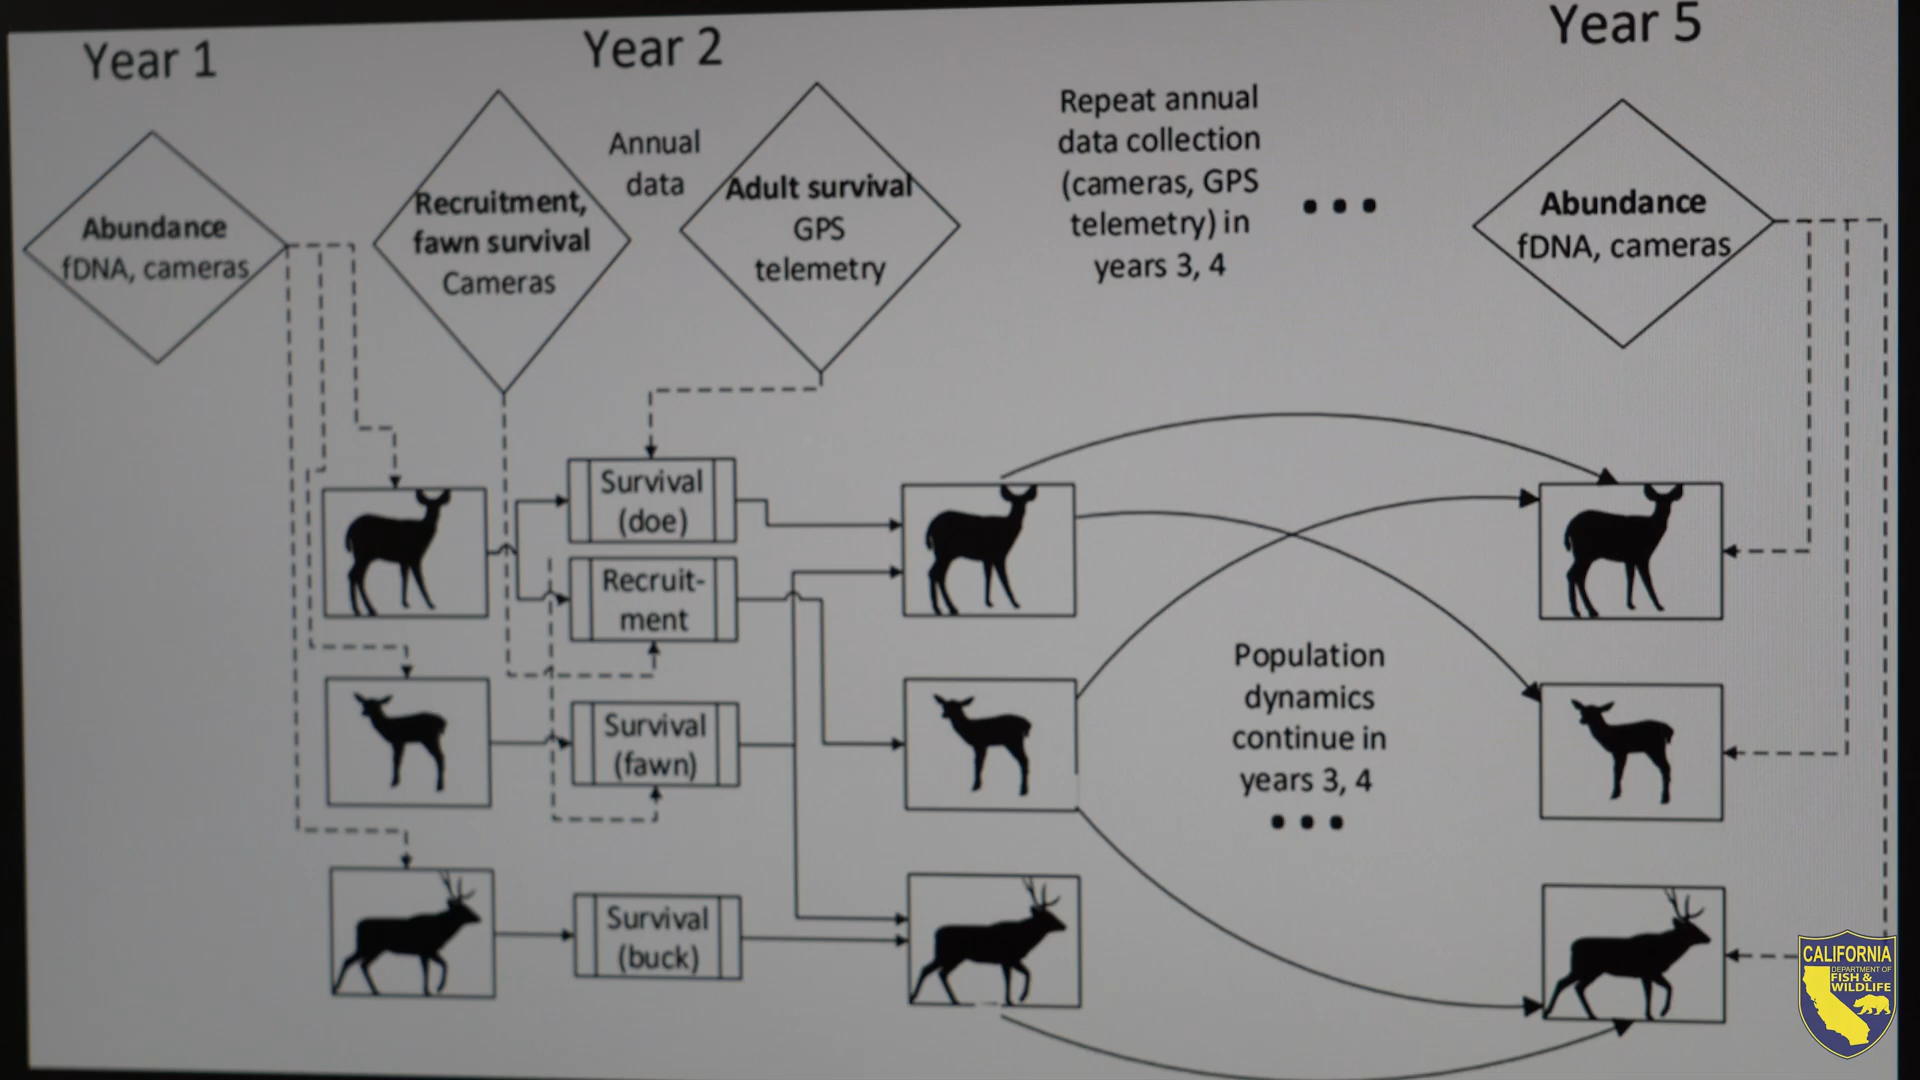 Year 1
Year 2
Year 5
Abundance
fDNA, cameras
Recruitment,
fawn survival
Cameras
Annual
data
Adult survival
GPS
telemetry
Repeat annual
data collection
(cameras, GPS
telemetry) in
years 3, 4
Abundance
fDNA, cameras
Survival
(doe)
Recruit-
ment
Survival
(fawn)
Survival
(buck)
Population
dynamics
continue in
years 3, 4
CALIFORNIA
DEPARTMENT OF
FISH &
WILDLIFE